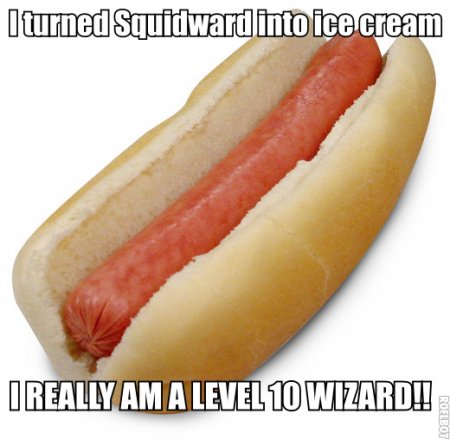 I turned Squidward into ice cream
I REALLY AM A LEVEL 10 WIZARD!!
ROFLBOT